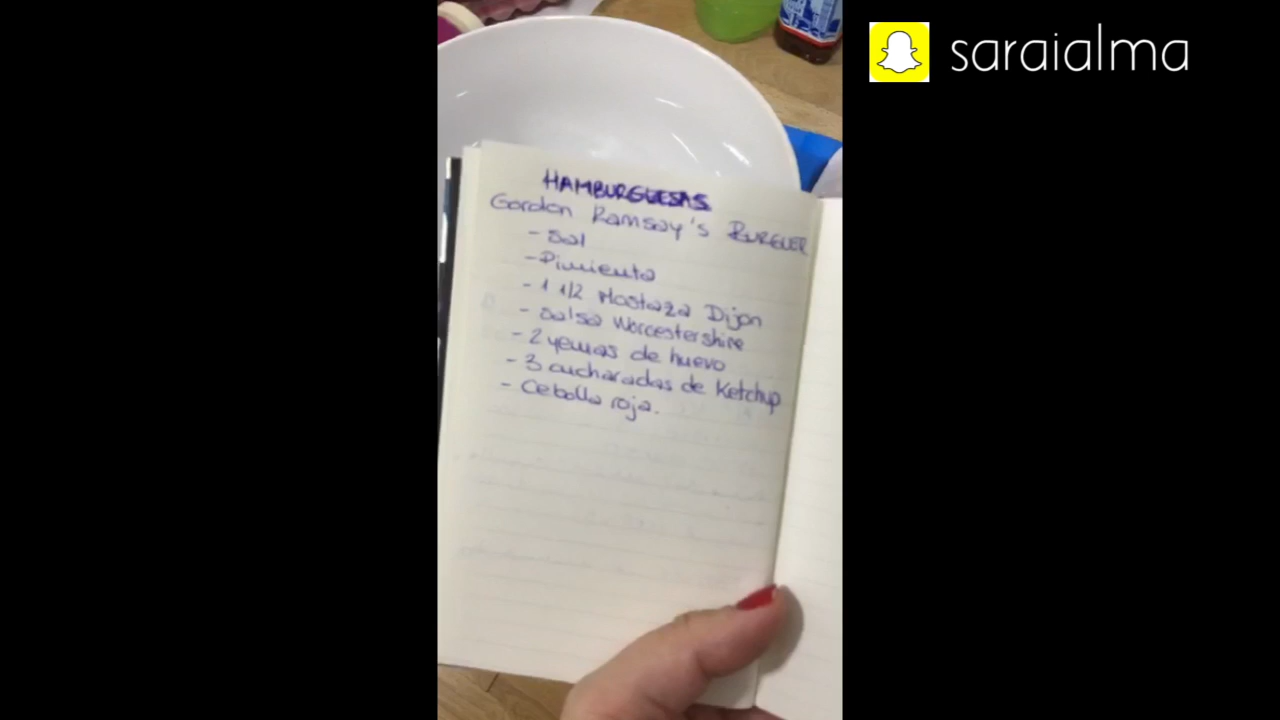 saraialma
HAMBURGUESAS
Gordon Ramsay's BURGUER
- Sal
- Pimienta
- 1 1/2 Mostaza Dijon
- Salsa Worcestershire
- 2 yemas de huevo
- 3 cucharadas de Ketchup
- Cebolla roja.